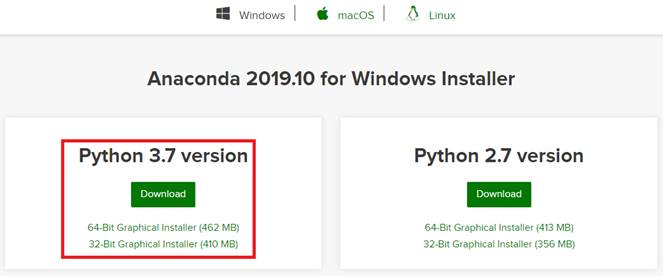 Windows macOS Linux
Anaconda 2019.10 for Windows Installer
Python 3.7 version
Download
64-Bit Graphical Installer (462 MB)
32-Bit Graphical Installer (410 MB)
Python 2.7 version
Download
64-Bit Graphical Installer (413 MB)
32-Bit Graphical Installer (356 MB)